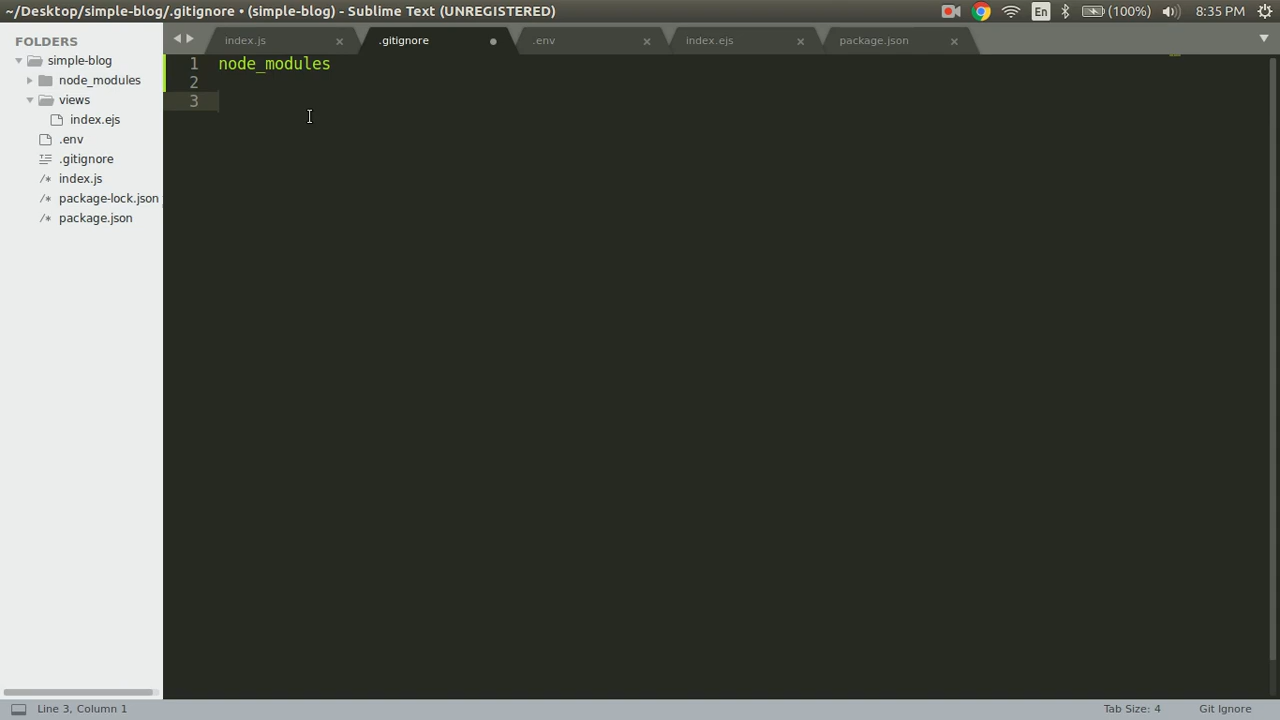 ~/Desktop/simple-blog/.gitignore • (simple-blog) - Sublime Text (UNREGISTERED)
En
(100%)
8:35 PM
FOLDERS
simple-blog
node_modules
views
index.ejs
.env
.gitignore
index.js
package-lock.json
package.json
index.js
.gitignore
.env
index.ejs
package.json
1 node_modules
2
3
Line 3, Column 1
Tab Size: 4
Git Ignore